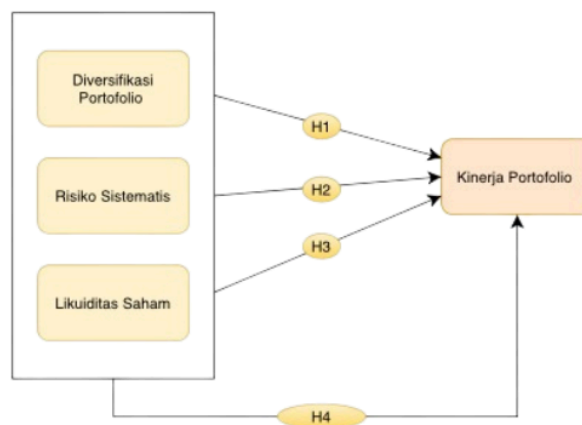 Diversifikasi
Portofolio
H1
Risiko Sistematis
H2
Kinerja Portofolio
Likuiditas Saham
H3
H4